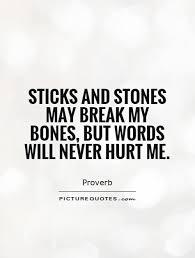 STICKS AND STONES
MAY BREAK MY
BONES, BUT WORDS
WILL NEVER HURT ME.
Proverb
PICTUREQUOTES.com